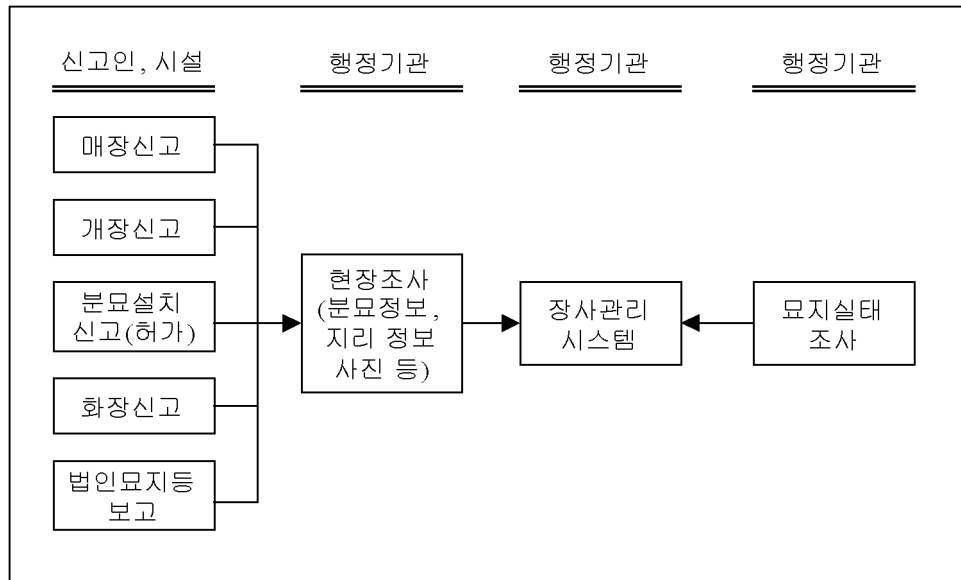 신고인, 시설
행정기관
행정기관
행정기관
매장신고
개장신고
분묘설치
신고(허가)
화장신고
법인묘지등
보고
현장조사
(분묘정보,
지리 정보
사진 등)
장사관리
시스템
묘지실태
조사